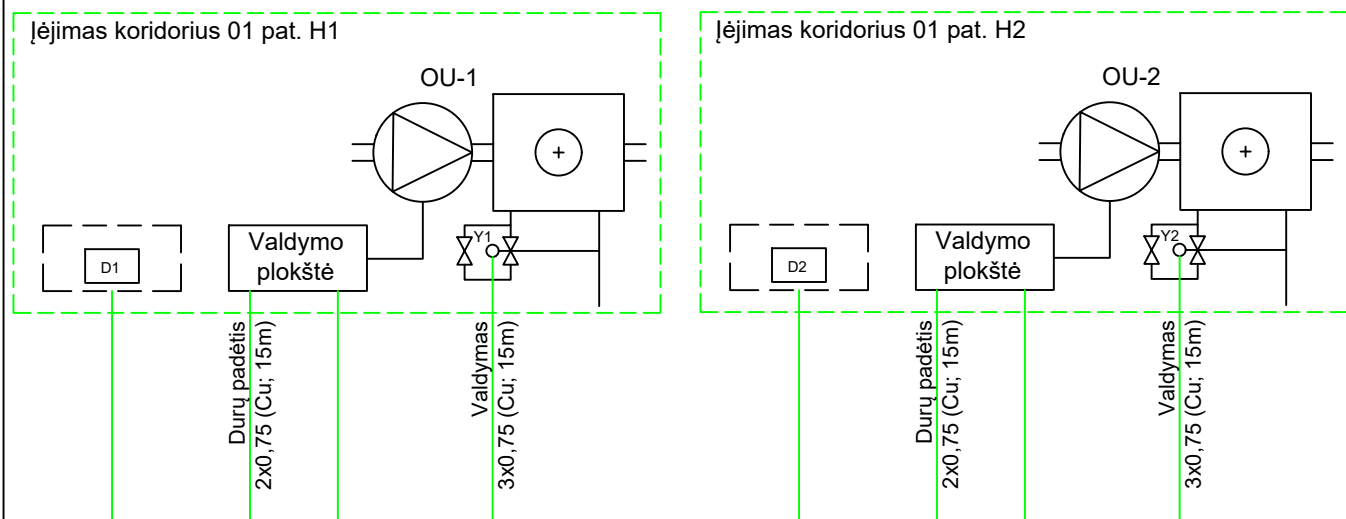 Įėjimas koridorius 01 pat. H1
OU-1
+
D1
Valdymo
plokštė
Y1
Durų padėtis
2x0,75 (Cu; 15m)
Valdymas
3x0,75 (Cu; 15m)
Įėjimas koridorius 01 pat. H2
OU-2
+
D2
Valdymo
plokštė
Y2
Durų padėtis
2x0,75 (Cu; 15m)
Valdymas
3x0,75 (Cu; 15m)